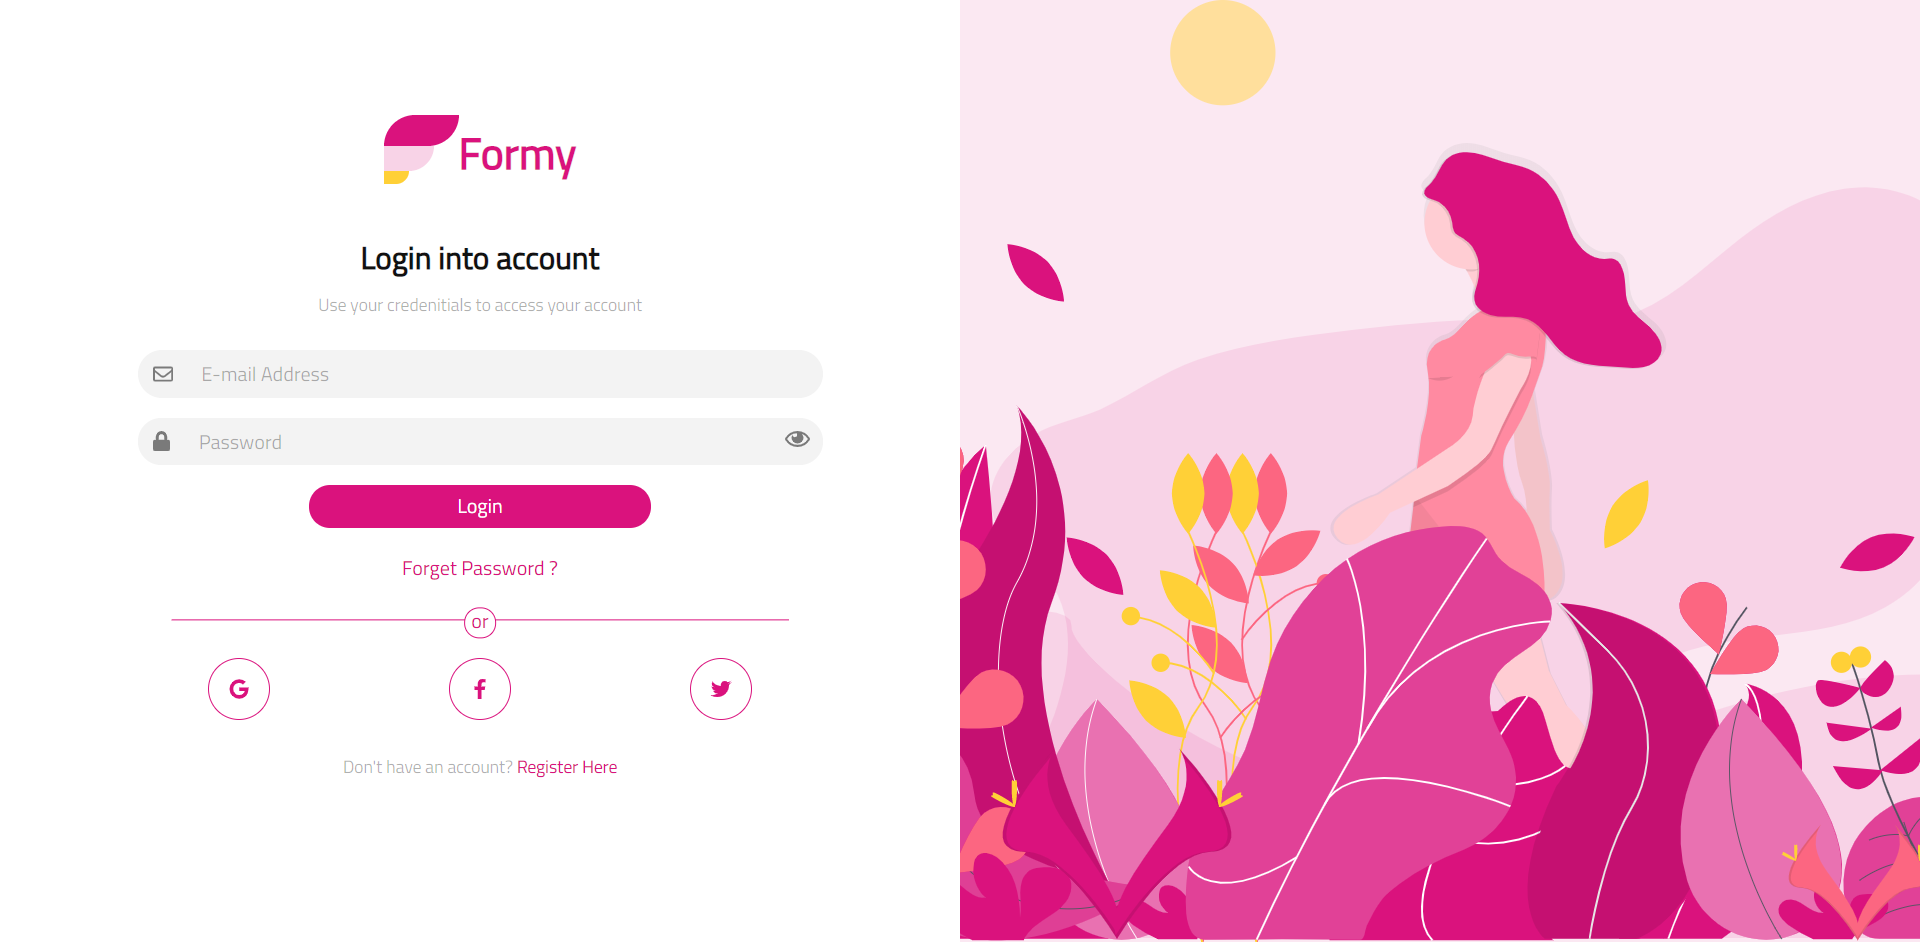 Formy
Login into account
Use your credenitials to access your account
E-mail Address
Password
Login
Forget Password ?
or
Don't have an account? Register Here